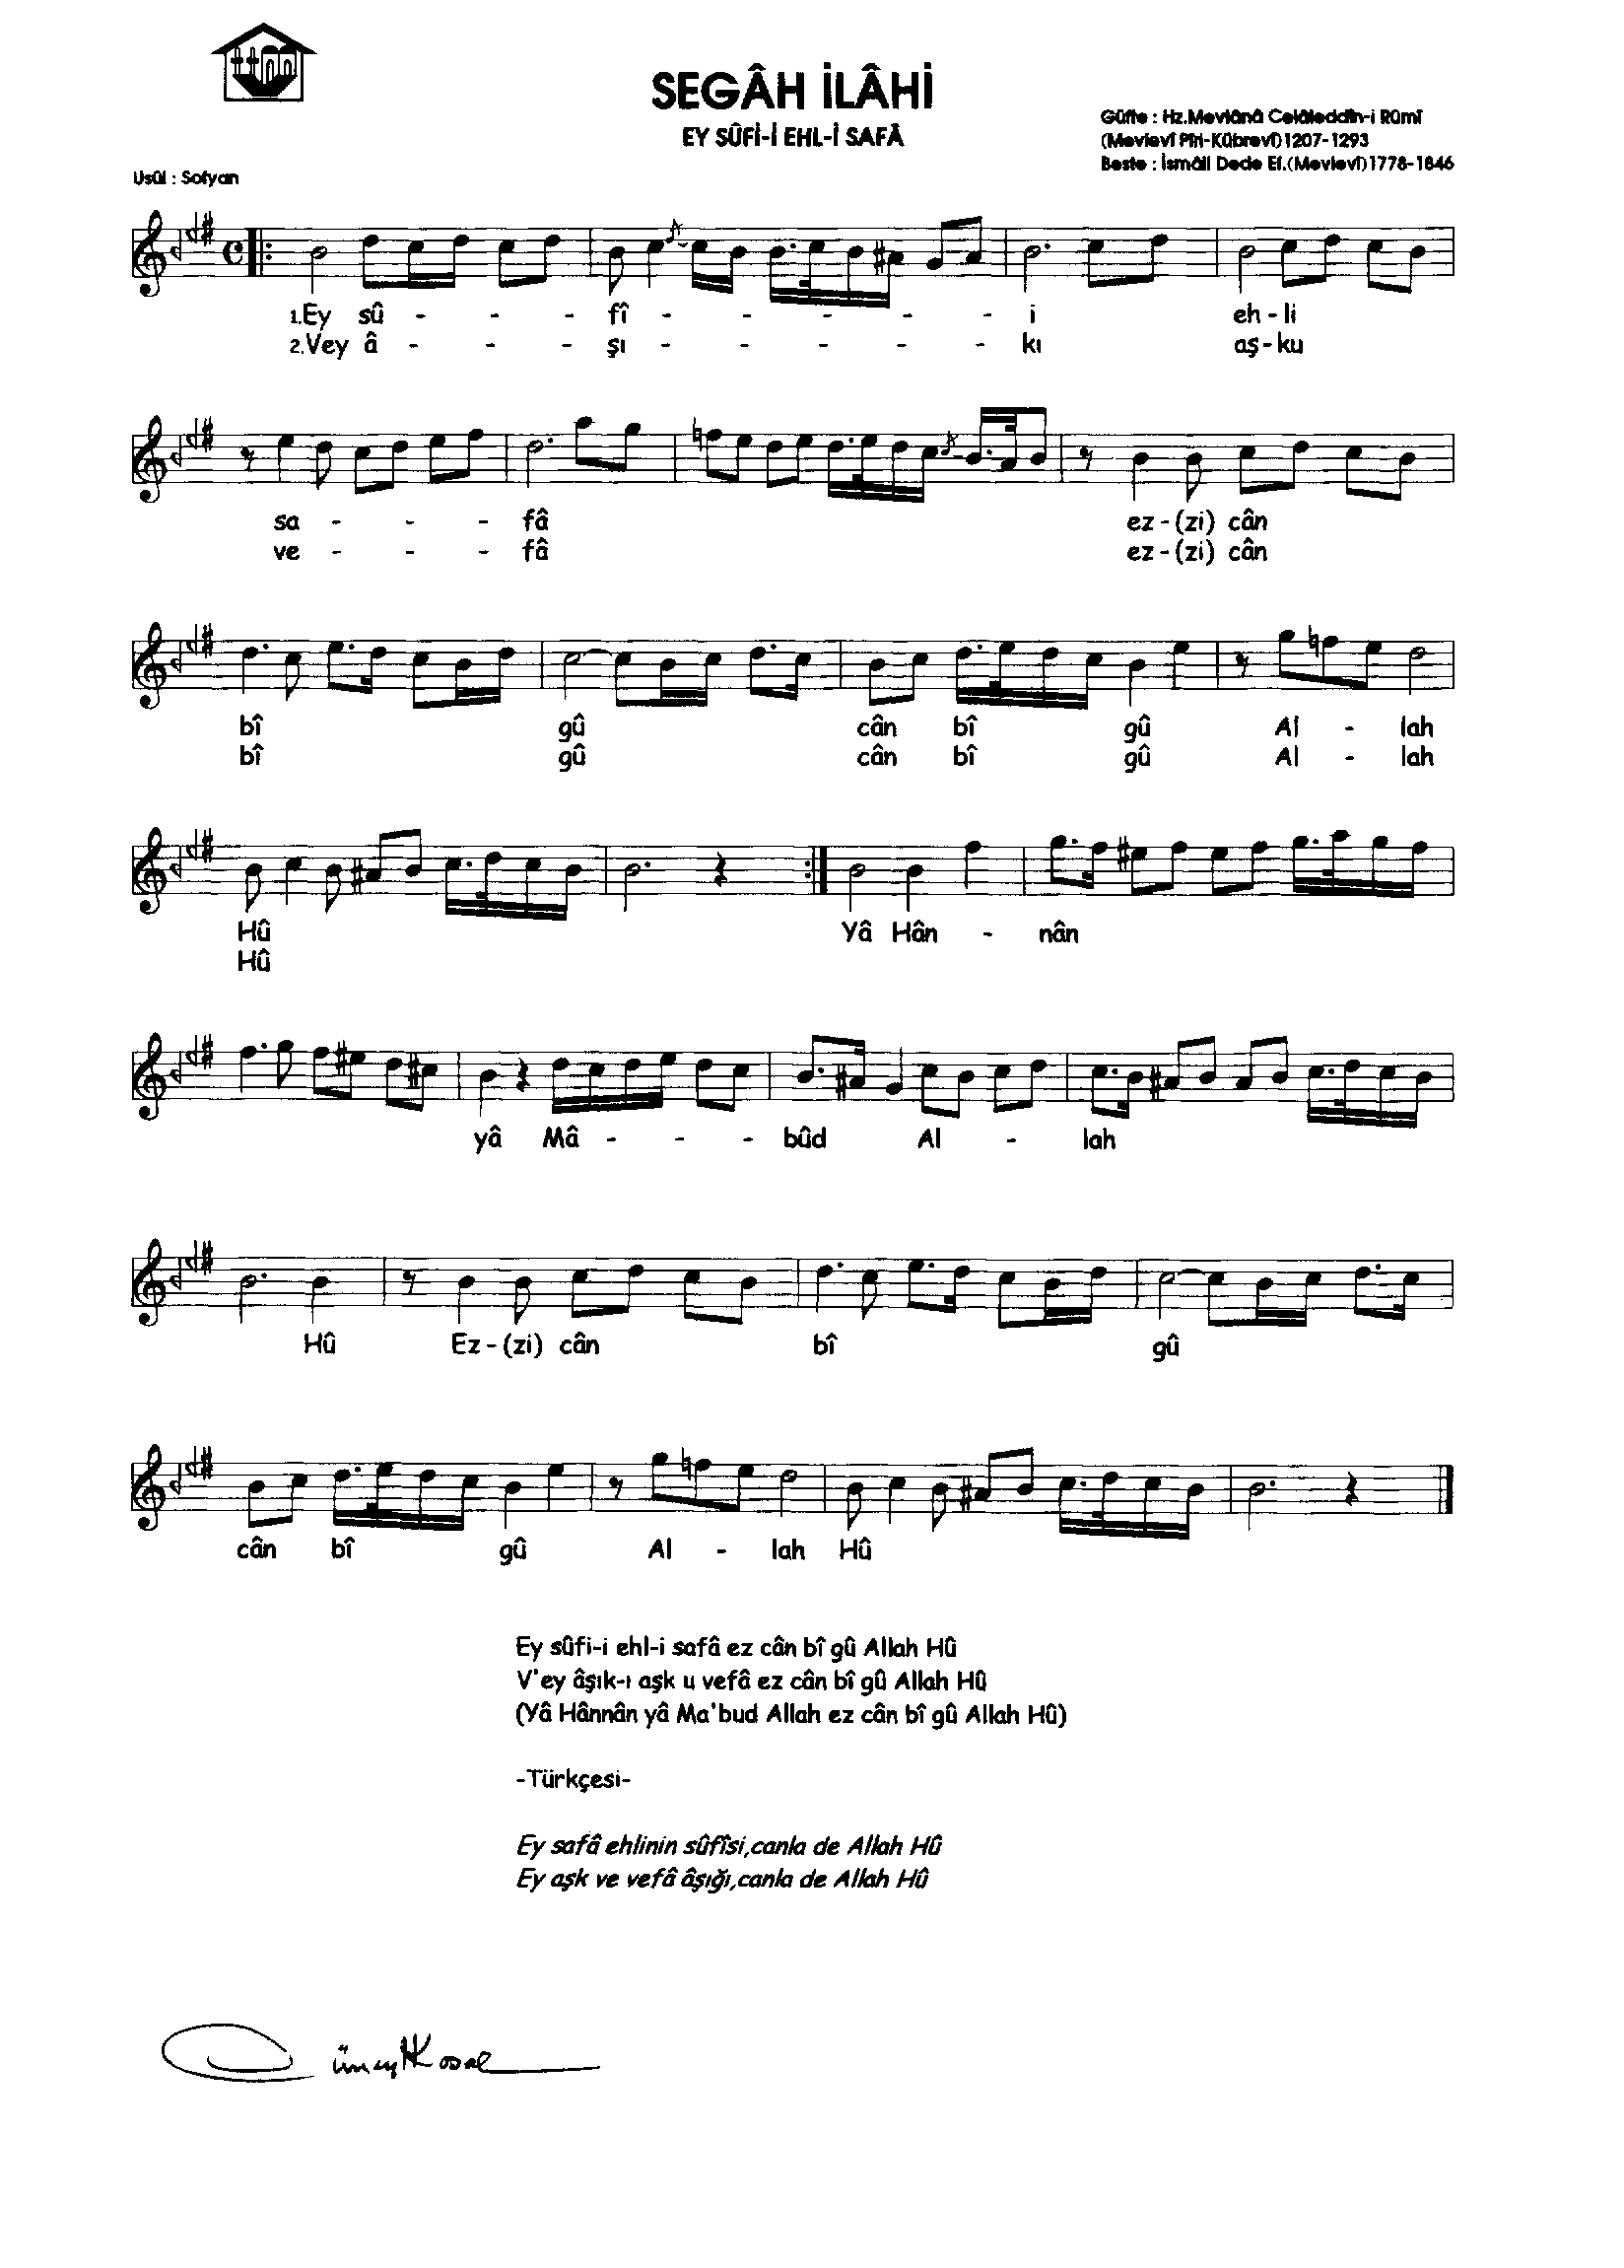 SEGÂH İLÂHİ
EY SÛFİ-İ EHL-İ SAFÂ
Güfte : Hz.Mevlânâ Celâleddîn-i Rûmî
(Mevlevî Pîri-Kübrevî)1207-1293
Beste : İsmâil Dede Ef.(Mevlevî)1778-1846
Usûl : Sofyan
1.Ey sû - - - fî - - - - - i ehli
2.Vey â - - - şı - - - - - kı aş-ku
sa - - - fâ ez-(zi) cân
ve - - - fâ ez-(zi) cân
bî gû cân bî gû Al - lah
bî gû cân bî gû Al - lah
Hû Yâ Hân - nân
Hû
yâ Mâ - - - bûd Al - lah
Hû Ez-(zi) cân bî gû
cân bî gû Al - lah Hû
Ey sûfi-i ehl-i safâ ez cân bî gû Allah Hû
V'ey âşık-ı aşk u vefâ ez cân bî gû Allah Hû
(Yâ Hânnân yâ Ma'bud Allah ez cân bî gû Allah Hû)
-Türkçesi-
Ey safâ ehlinin sûfîsi,canla de Allah Hû
Ey aşk ve vefâ âşığı,canla de Allah Hû